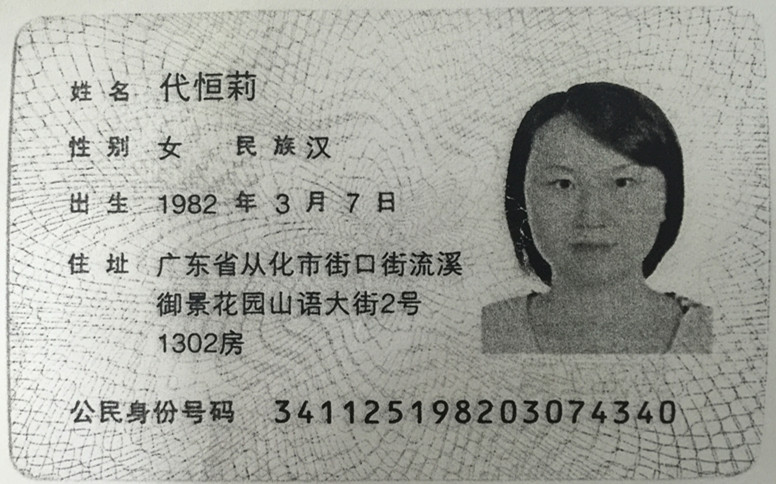 姓名 代恒莉
性别 女 民族 汉
出生 1982 年 3 月 7 日
住址 广东省从化市街口街流溪
御景花园山语大街2号
1302房
公民身份号码 341125198203074340